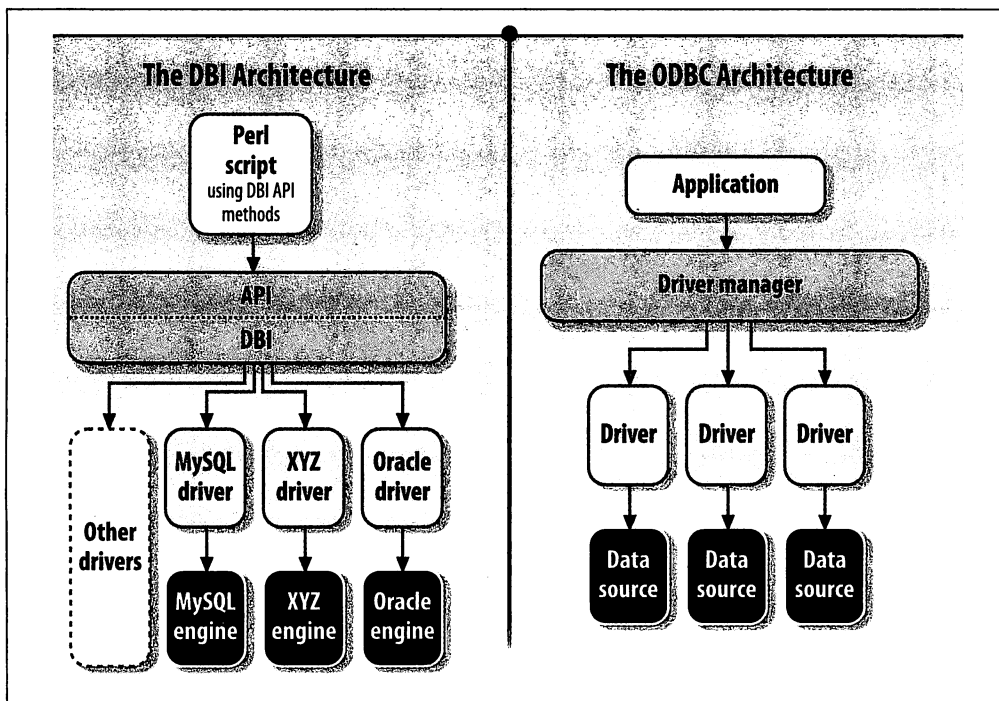 The DBI Architecture
Perl
script
using DBI API
methods
API
DBI
Other
drivers
MySQL
driver
XYZ
driver
Oracle
driver
MySQL
engine
XYZ
engine
Oracle
engine
The ODBC Architecture
Application
Driver manager
Driver
Driver
Driver
Data
source
Data
source
Data
source